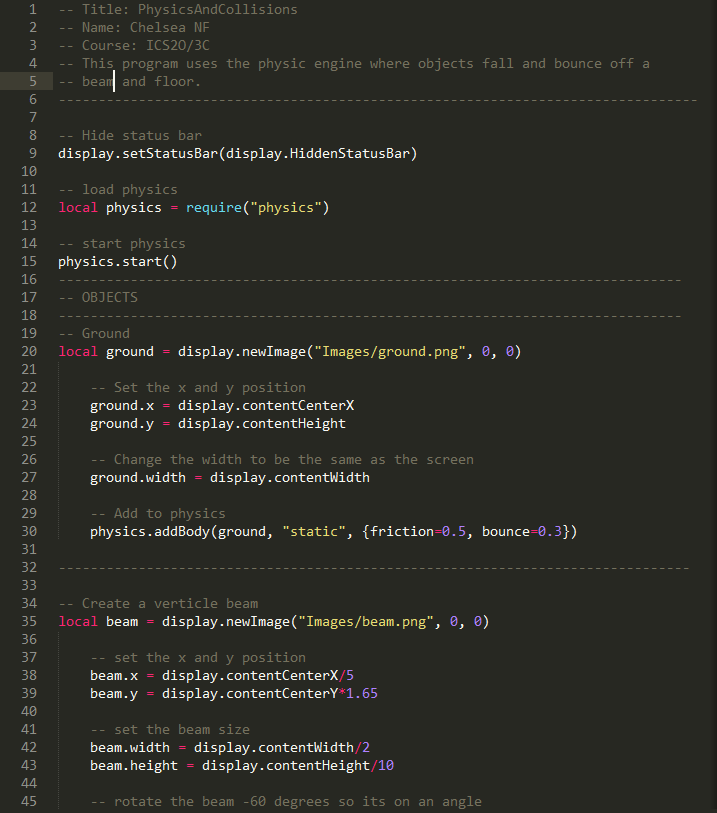 1 -- Title: PhysicsAndCollisions
2 -- Name: Chelsea NF
3 -- Course: ICS2O/3C
4 -- This program uses the physic engine where objects fall and bounce off a
5 -- beam and floor.
6 --------------------------------------------------------------------------------
7
8 -- Hide status bar
9 display.setStatusBar(display.HiddenStatusBar)
10
11 -- load physics
12 local physics = require("physics")
13
14 -- start physics
15 physics.start()
16 ------------------------------------------------------------------------------
17 -- OBJECTS
18 ------------------------------------------------------------------------------
19 -- Ground
20 local ground = display.newImage("Images/ground.png", 0, 0)
21
22     -- Set the x and y position
23     ground.x = display.contentCenterX
24     ground.y = display.contentHeight
25
26     -- Change the width to be the same as the screen
27     ground.width = display.contentWidth
28
29     -- Add to physics
30     physics.addBody(ground, "static", {friction=0.5, bounce=0.3})
31
32 -------------------------------------------------------------------------------
33
34 -- Create a verticle beam
35 local beam = display.newImage("Images/beam.png", 0, 0)
36
37     -- set the x and y position
38     beam.x = display.contentCenterX/5
39     beam.y = display.contentCenterY*1.65
40
41     -- set the beam size
42     beam.width = display.contentWidth/2
43     beam.height = display.contentHeight/10
44
45     -- rotate the beam -60 degrees so its on an angle